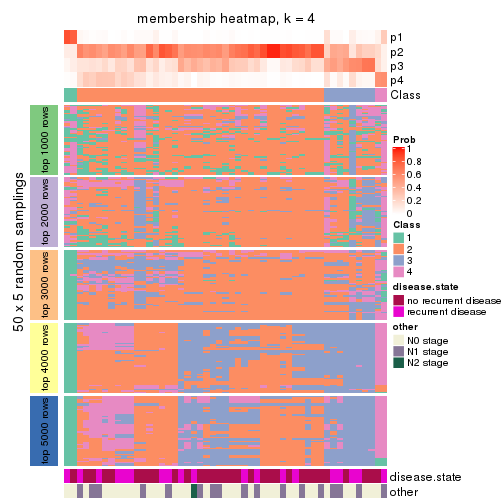 membership heatmap, k = 4
p1
p2
p3
p4
Class
50 x 5 random samplings
top 1000 rows
top 2000 rows
top 3000 rows
top 4000 rows
top 5000 rows
Prob
1
0.8
0.6
0.4
0.2
0
Class
1
2
3
4
disease.state
no recurrent disease
recurrent disease
other
N0 stage
N1 stage
N2 stage
disease.state
other